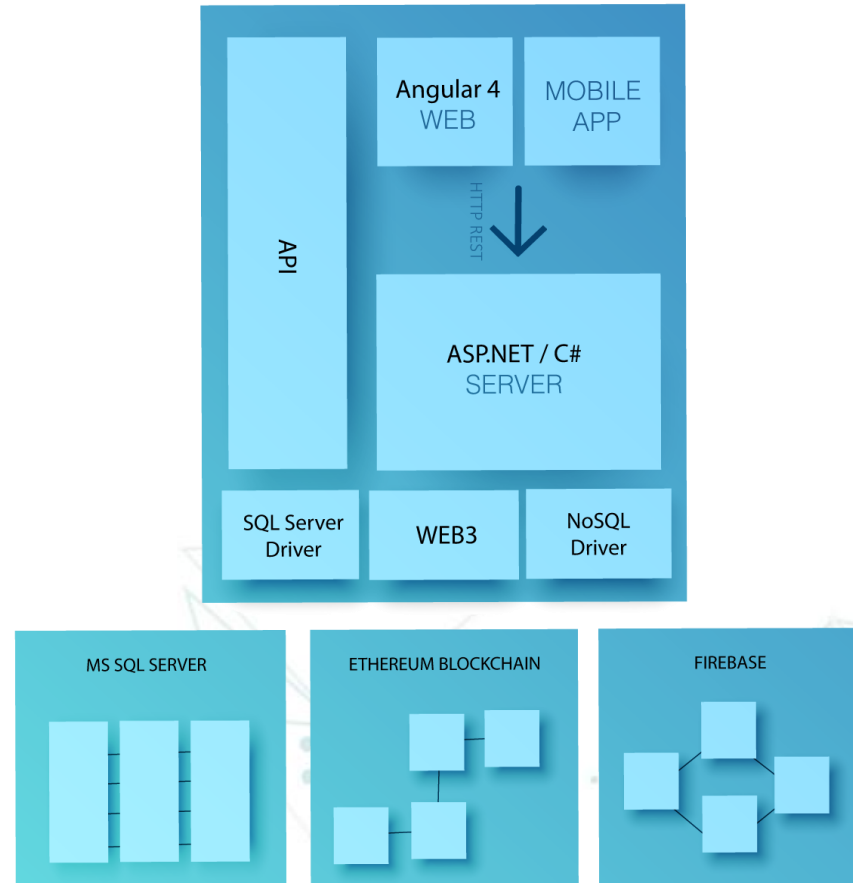 API
Angular 4
WEB
MOBILE
APP
HTTP REST
ASP.NET / C#
SERVER
SQL Server
Driver
WEB3
NoSQL
Driver
MS SQL SERVER
ETHEREUM BLOCKCHAIN
FIREBASE